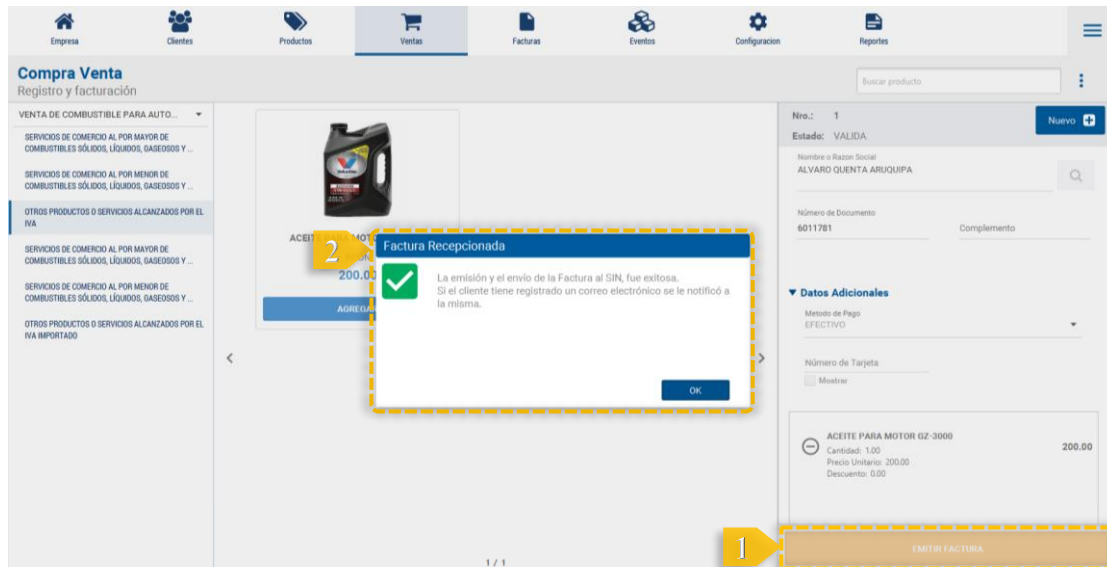 Empresa
Clientes
Productos
Ventas
Facturas
Eventos
Configuracion
Reportes
Compra Venta
Registro y facturación
Buscar producto
VENTA DE COMBUSTIBLE PARA AUTO...
SERVICIOS DE COMERCIO AL POR MAYOR DE
COMBUSTIBLES SÓLIDOS, LÍQUIDOS, GASEOSOS Y ...
SERVICIOS DE COMERCIO AL POR MENOR DE
COMBUSTIBLES SÓLIDOS, LÍQUIDOS, GASEOSOS Y ...
OTROS PRODUCTOS O SERVICIOS ALCANZADOS POR EL
IVA
SERVICIOS DE COMERCIO AL POR MAYOR DE
COMBUSTIBLES SÓLIDOS, LÍQUIDOS, GASEOSOS Y ...
SERVICIOS DE COMERCIO AL POR MENOR DE
COMBUSTIBLES SÓLIDOS, LÍQUIDOS, GASEOSOS Y ...
OTROS PRODUCTOS O SERVICIOS ALCANZADOS POR EL
IVA IMPORTADO
Valvoline
200.00
2
Factura Recepcionada
La emisión y el envío de la Factura al SIN, fue exitosa.
Si el cliente tiene registrado un correo electrónico se le notificó a
la misma.
OK
1 / 1
Nro.: 1
Nuevo
Estado: VALIDA
Nombre o Razon Social
ALVARO QUENTA ARUQUIPA
Número de Documento
6011781
Complemento
Datos Adicionales
Metodo de Pago
EFECTIVO
Número de Tarjeta
Mostrar
ACEITE PARA MOTOR GZ-3000
200.00
Cantidad: 1.00
Precio Unitario: 200.00
Descuento: 0.00
1
EMITIR FACTURA